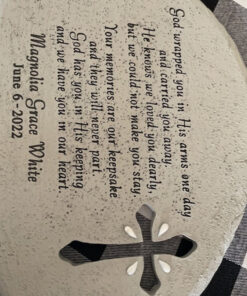 God wrapped you in His arms one day
and carried you away.
He knows we loved you dearly,
but we could not make you stay
Your memories are our keepsake
and they will never part.
God has you in His keeping
and we have you in our heart.
Magnolia Grace White
June 6-2022